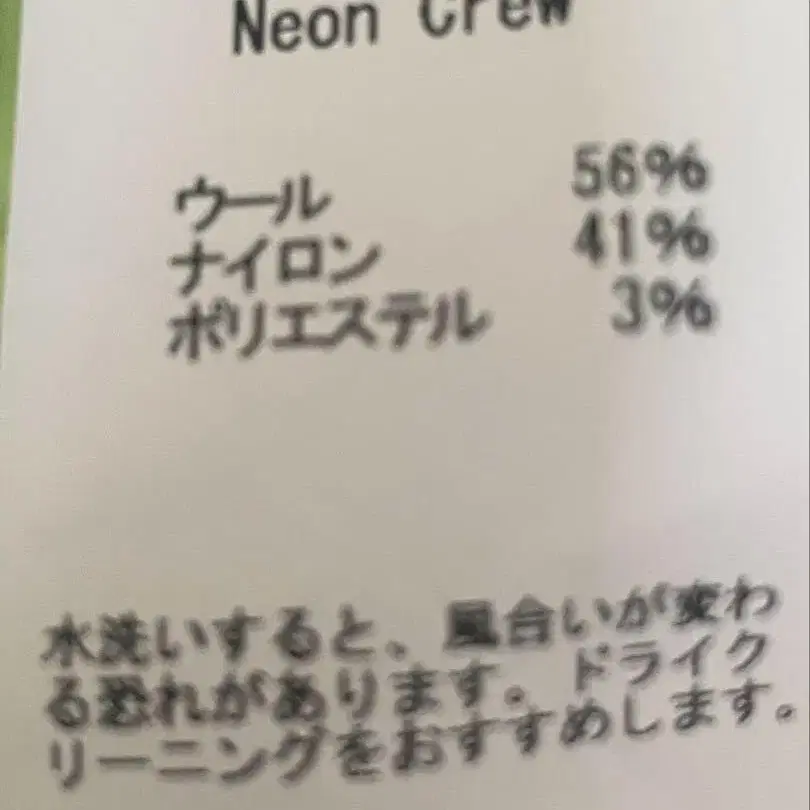 Neon Crew
ウール 56%
ナイロン 41%
ポリエステル 3%
水洗いすると、風合いが変わ
る恐れがあります。ドライク
リーニングをおすすめします。